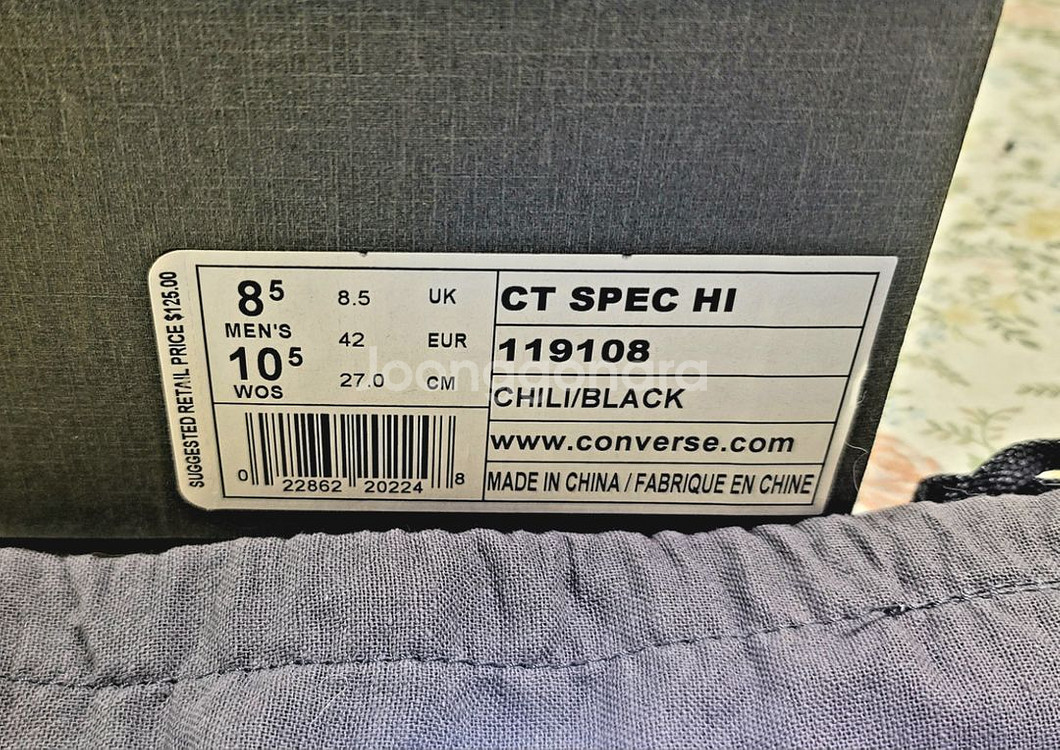 SUGGESTED RETAIL PRICE $125.00
8⁵ 8.5 UK
MEN'S
42 EUR
10⁵
27.0 CM
WOS
0 22862 20224 8
CT SPEC HI
119108
CHILI/BLACK
www.converse.com
MADE IN CHINA / FABRIQUE EN CHINE